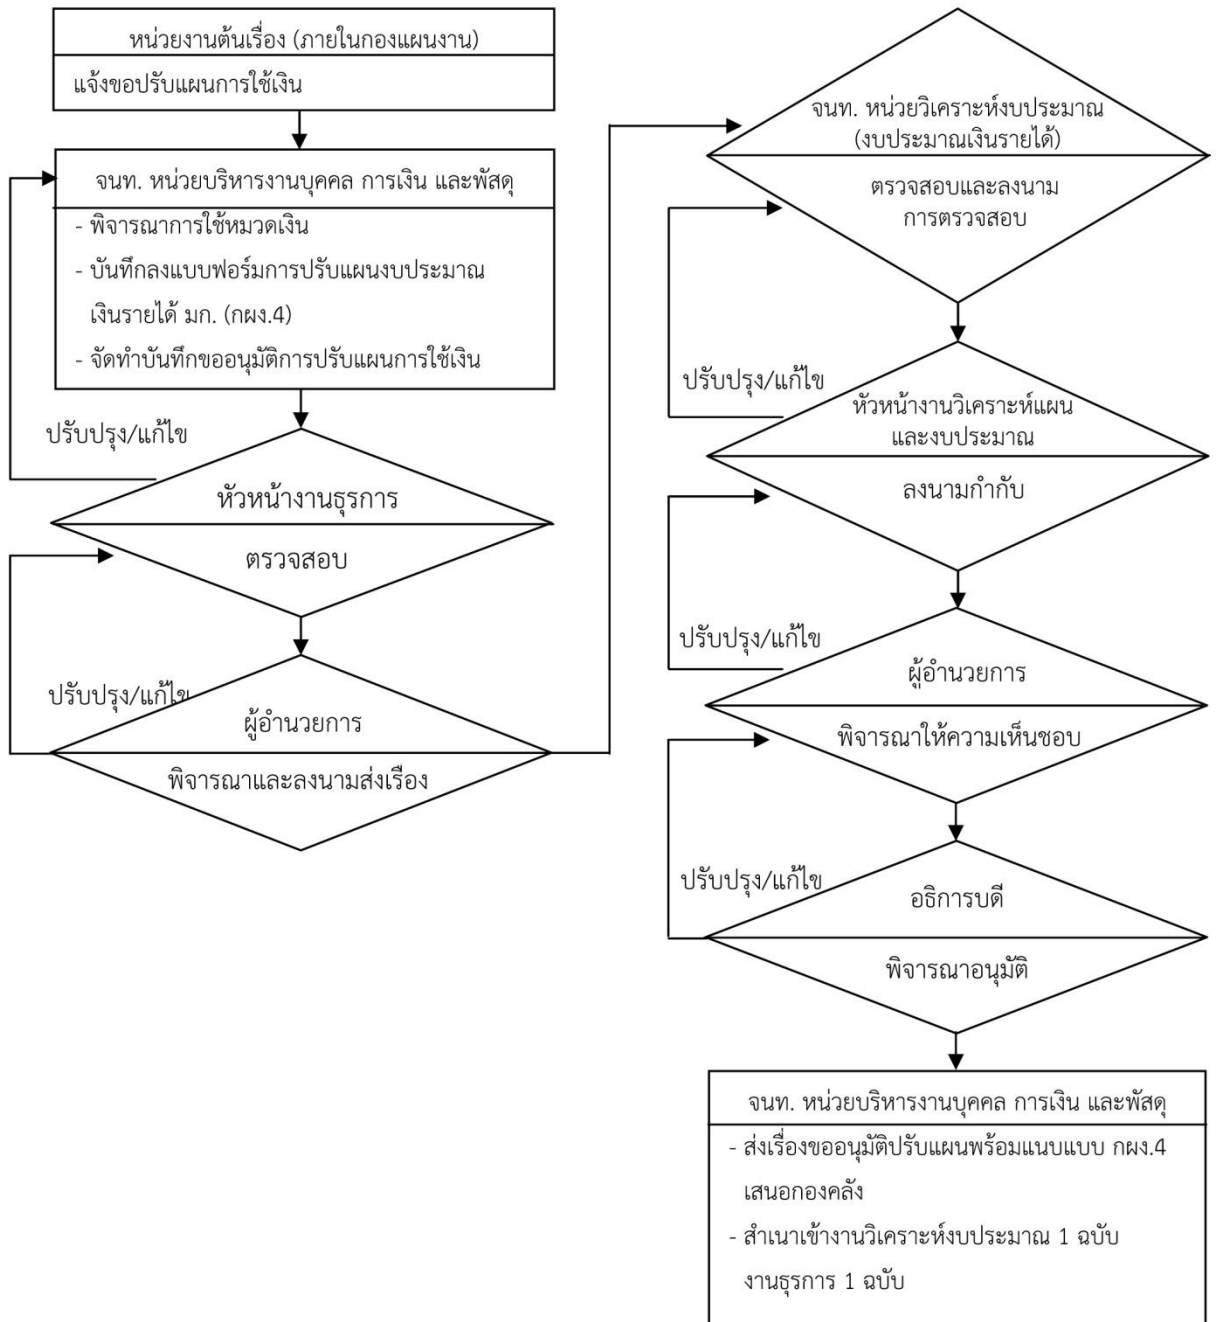 หน่วยงานต้นเรื่อง (ภายในกองแผนงาน)
แจ้งขอปรับแผนการใช้เงิน
จนท. หน่วยบริหารงานบุคคล การเงิน และพัสดุ
- พิจารณาการใช้หมวดเงิน
- บันทึกลงแบบฟอร์มการปรับแผนงบประมาณ
เงินรายได้ มก. (กผง.4)
- จัดทำบันทึกขออนุมัติการปรับแผนการใช้เงิน
ปรับปรุง/แก้ไข
หัวหน้างานธุรการ
ตรวจสอบ
ปรับปรุง/แก้ไข
ผู้อำนวยการ
พิจารณาและลงนามส่งเรื่อง
จนท. หน่วยวิเคราะห์งบประมาณ
(งบประมาณเงินรายได้)
ตรวจสอบและลงนาม
การตรวจสอบ
ปรับปรุง/แก้ไข
หัวหน้างานวิเคราะห์แผน
และงบประมาณ
ลงนามกำกับ
ปรับปรุง/แก้ไข
ผู้อำนวยการ
พิจารณาให้ความเห็นชอบ
ปรับปรุง/แก้ไข
อธิการบดี
พิจารณาอนุมัติ
จนท. หน่วยบริหารงานบุคคล การเงิน และพัสดุ
- ส่งเรื่องขออนุมัติปรับแผนพร้อมแนบแบบ กผง.4
เสนอกองคลัง
- สำเนาเข้างานวิเคราะห์งบประมาณ 1 ฉบับ
งานธุรการ 1 ฉบับ